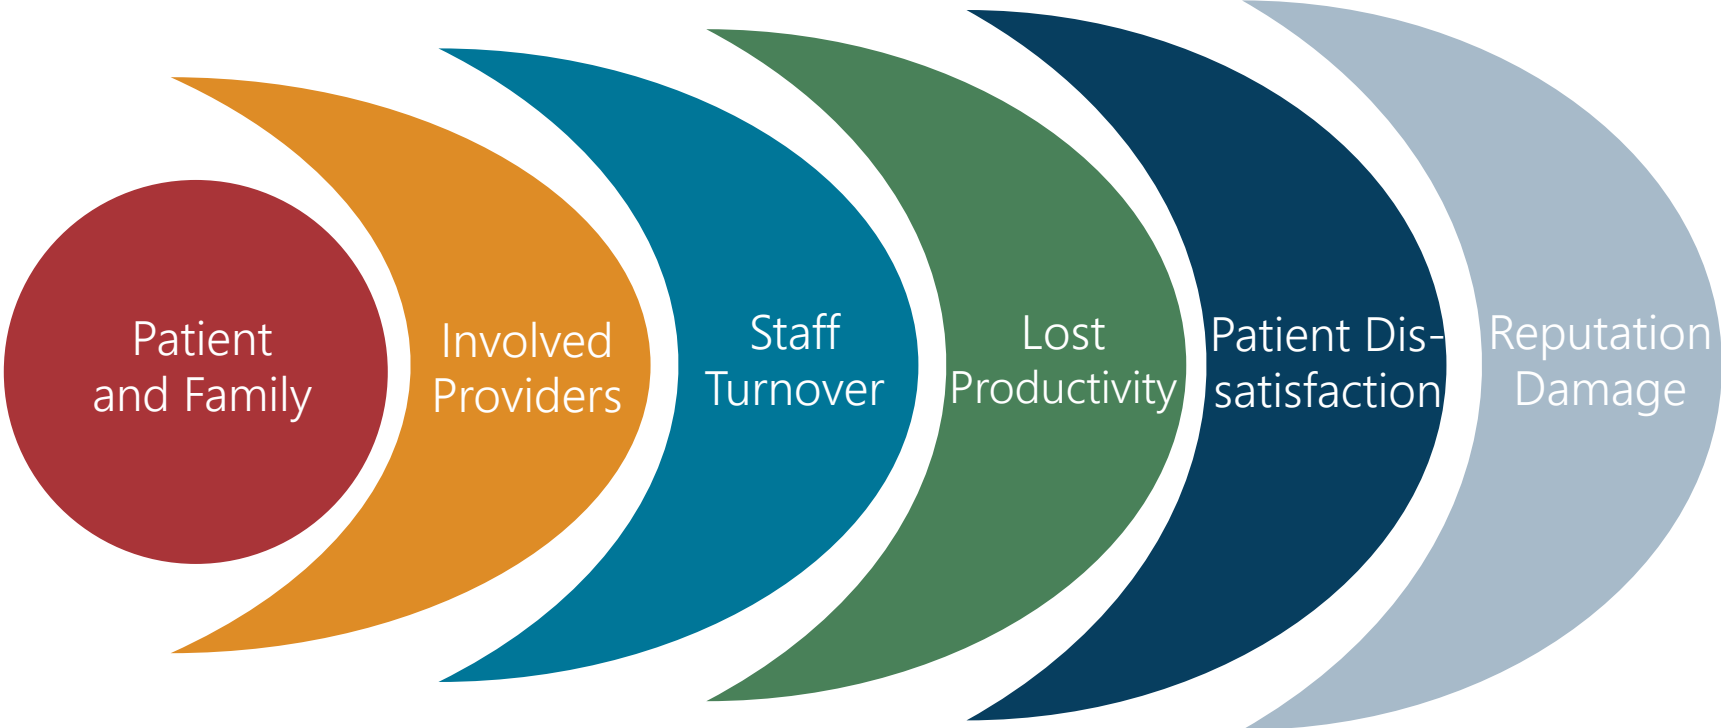 Patient
and Family
Involved
Providers
Staff
Turnover
Lost
Productivity
Patient Dis-
satisfaction
Reputation
Damage